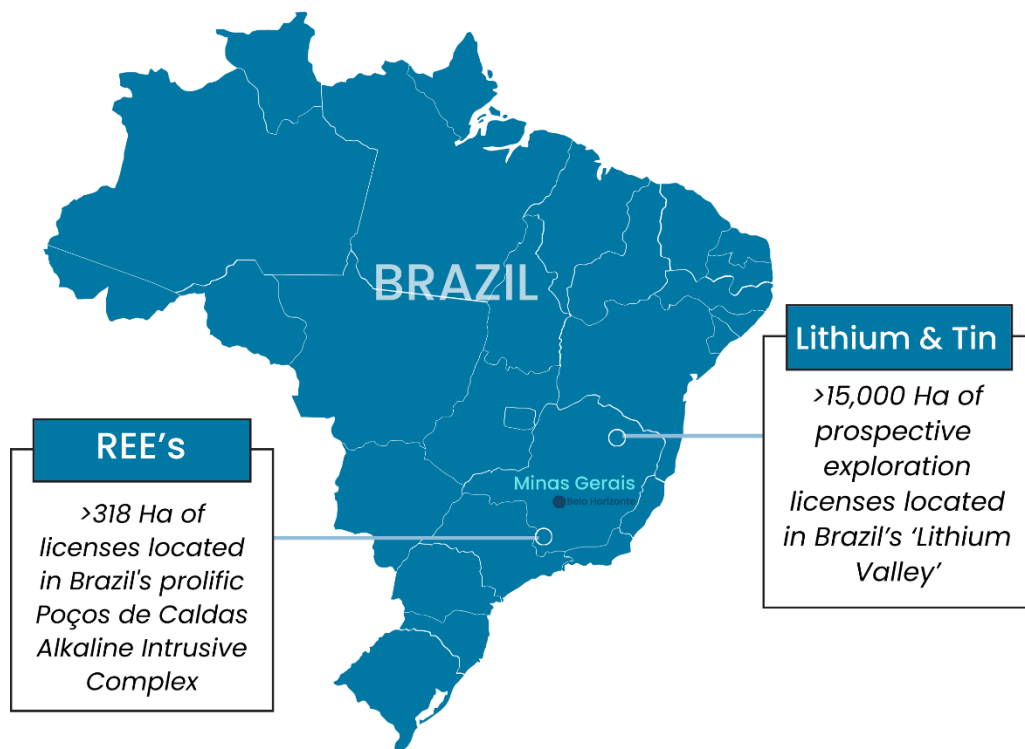 BRAZIL
Lithium & Tin
>15,000 Ha of
prospective
exploration
licenses located
in Brazil’s ‘Lithium
Valley’
REE’s
>318 Ha of
licenses located
in Brazil's prolific
Poços de Caldas
Alkaline Intrusive
Complex
Minas Gerais
Belo Horizonte